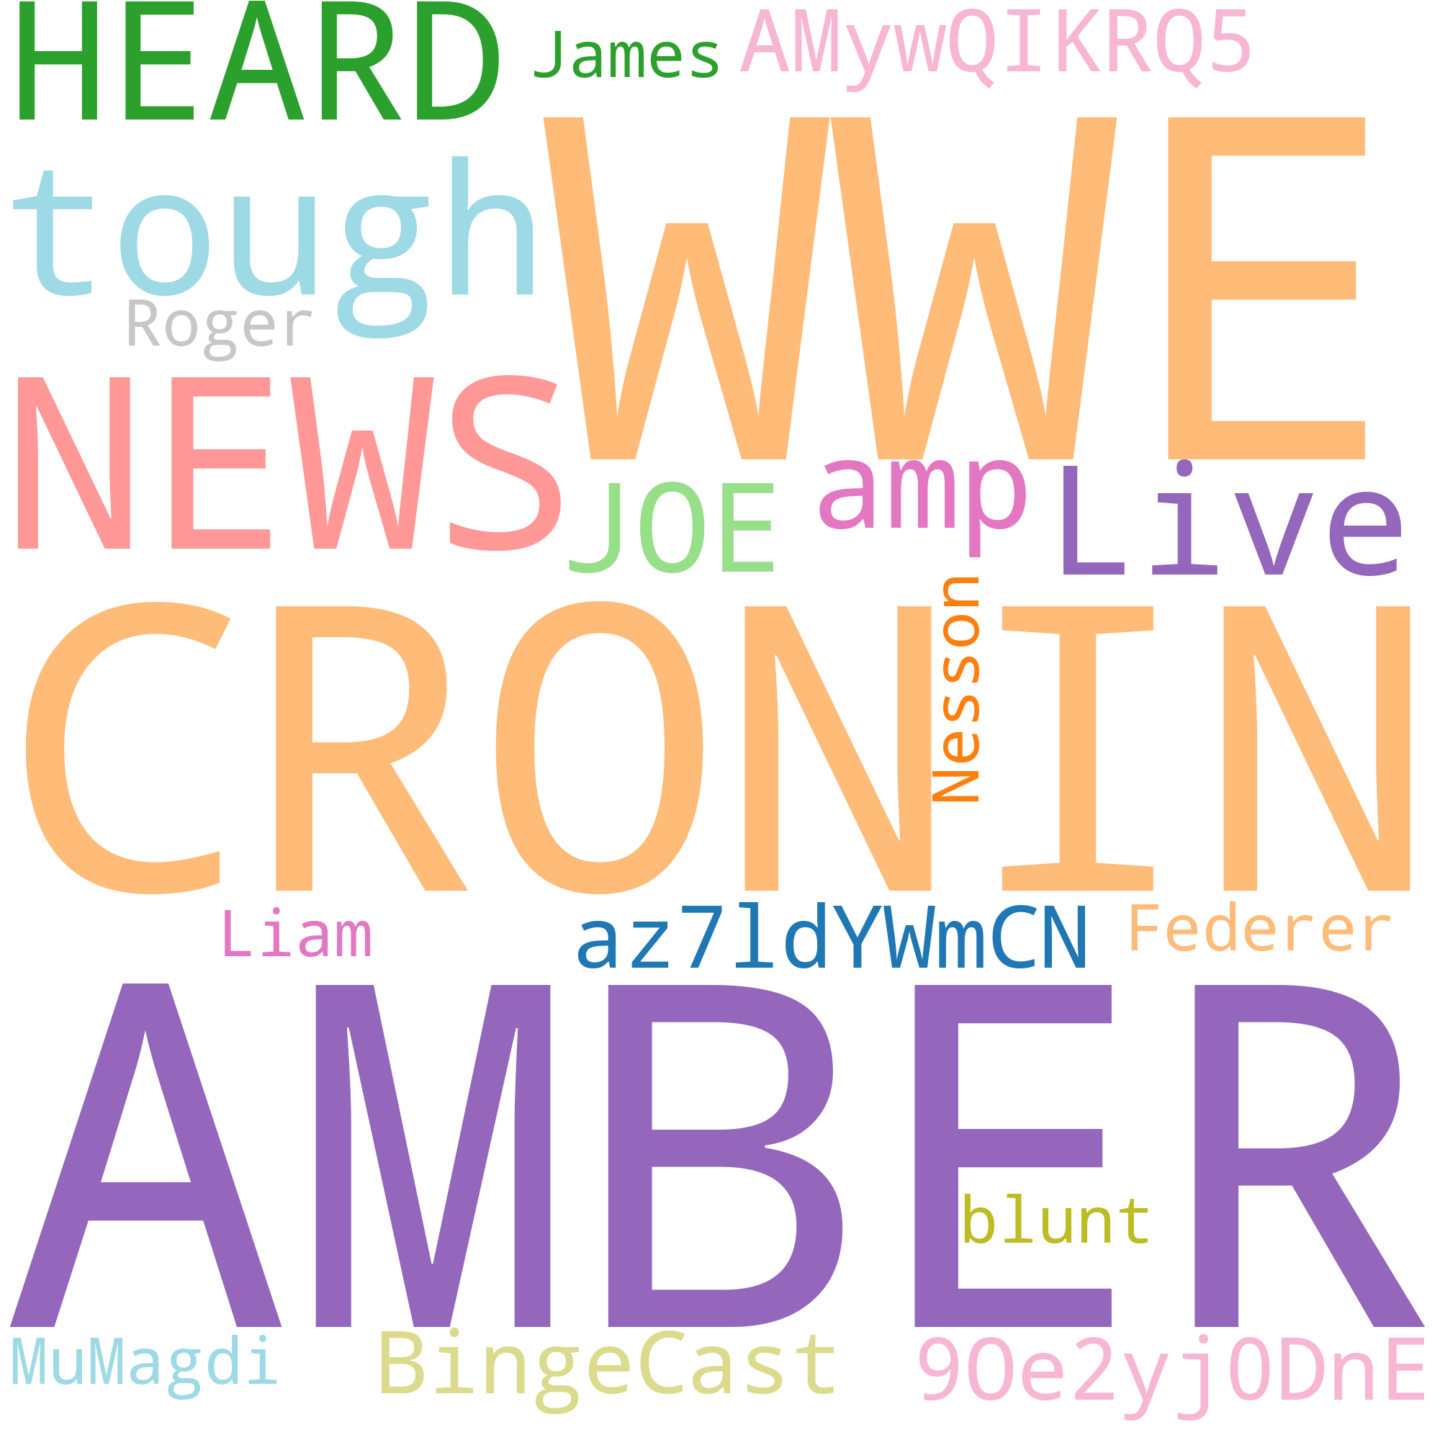 HEARD
James
AMywQIKRQ5
tough
WWE
Roger
NEWS
JOE
amp
Live
CRONIN
Nesson
Liam
az7ldYWmCN
Federer
AMBER
blunt
MuMagdi
BingeCast
9Oe2yj0DnE